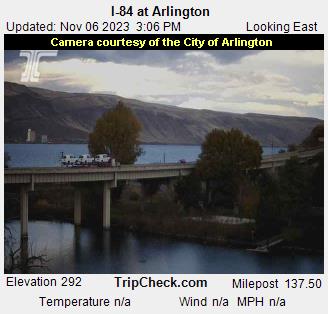 I-84 at Arlington
Updated: Nov 06 2023 3:06 PM Looking East
Camera courtesy of the City of Arlington
Elevation 292 TripCheck.com Milepost 137.50
Temperature n/a Wind n/a MPH n/a